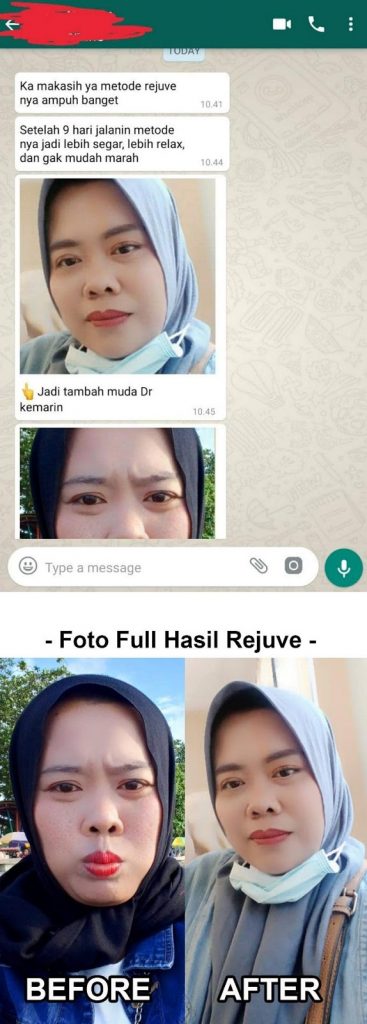 TODAY
Ka makasih ya metode rejuve
nya ampuh banget
10.41
Setelah 9 hari jalanin metode
nya jadi lebih segar, lebih relax,
dan gak mudah marah
10.44
👆Jadi tambah muda Dr
kemarin
10.45
Type a message
- Foto Full Hasil Rejuve -
BEFORE
AFTER